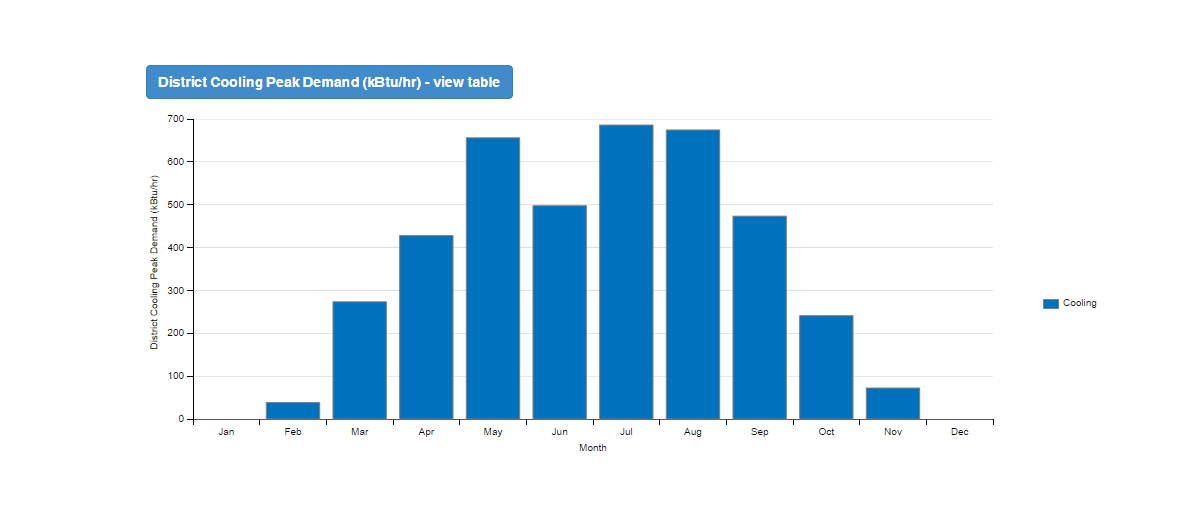 District Cooling Peak Demand (kBtu/hr) - view table
District Cooling Peak Demand (kBtu/hr)
700
600
500
400
300
200
100
0
Jan Feb Mar Apr May Jun Jul Aug Sep Oct Nov Dec
Month
Cooling